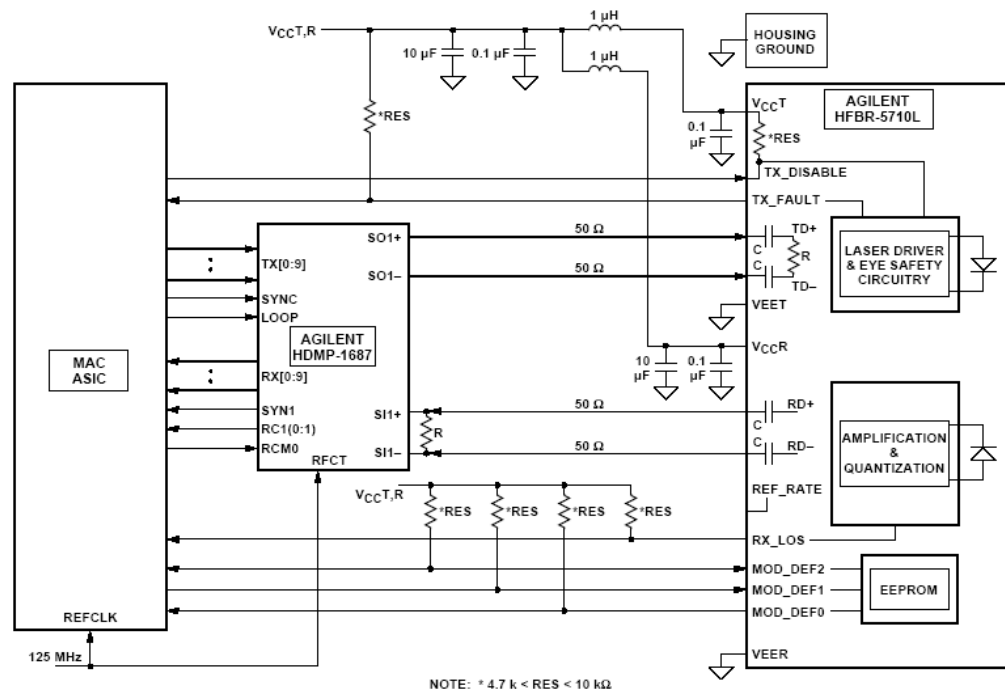 V_CCT,R
1 µH
1 µH
10 µF
0.1 µF
HOUSING
GROUND
*RES
V_CCT
AGILENT
HFBR-5710L
0.1
µF
*RES
TX_DISABLE
TX_FAULT
SO1+
50 Ω
C
TD+
TX[0:9]
R
LASER DRIVER
& EYE SAFETY
CIRCUITRY
SO1–
50 Ω
C
TD–
SYNC
VEET
LOOP
AGILENT
HDMP-1687
MAC
ASIC
V_CCR
10
µF
0.1
µF
RX[0:9]
SYN1
SI1+
50 Ω
C
RD+
RC1(0:1)
R
AMPLIFICATION
&
QUANTIZATION
RCM0
SI1–
50 Ω
C
RD–
RFCT
V_CCT,R
REF_RATE
*RES
*RES
*RES
*RES
RX_LOS
MOD_DEF2
MOD_DEF1
EEPROM
MOD_DEF0
REFCLK
125 MHz
VEER
NOTE: * 4.7 k < RES < 10 kΩ